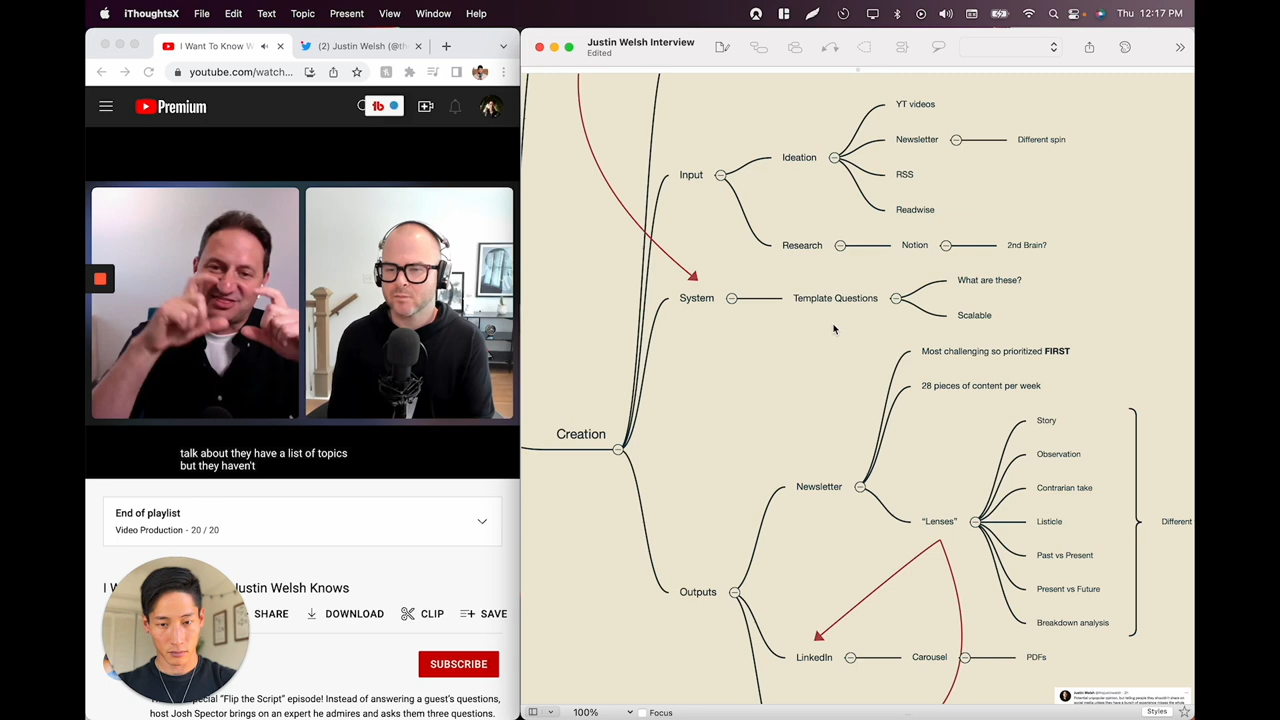 iThoughtsX File Edit Text Topic Present View Window Help
Thu 12:17 PM
I Want To Know W
(2) Justin Welsh (@th
youtube.com/watch...
Premium
talk about they have a list of topics
but they haven't
End of playlist
Video Production - 20 / 20
I W
Justin Welsh Knows
SHARE DOWNLOAD CLIP SAVE
SUBSCRIBE
special “Flip the Script” episode! Instead of answering a guest's questions,
host Josh Spector brings on an expert he admires and asks them three questions.
Justin Welsh Interview
Edited
YT videos
Newsletter
Different spin
Ideation
RSS
Readwise
Input
Research
Notion
2nd Brain?
System
Template Questions
What are these?
Scalable
Creation
Most challenging so prioritized FIRST
28 pieces of content per week
Newsletter
“Lenses”
Story
Observation
Contrarian take
Listicle
Past vs Present
Present vs Future
Breakdown analysis
Different
Outputs
LinkedIn
Carousel
PDFs
100%
Focus
Styles